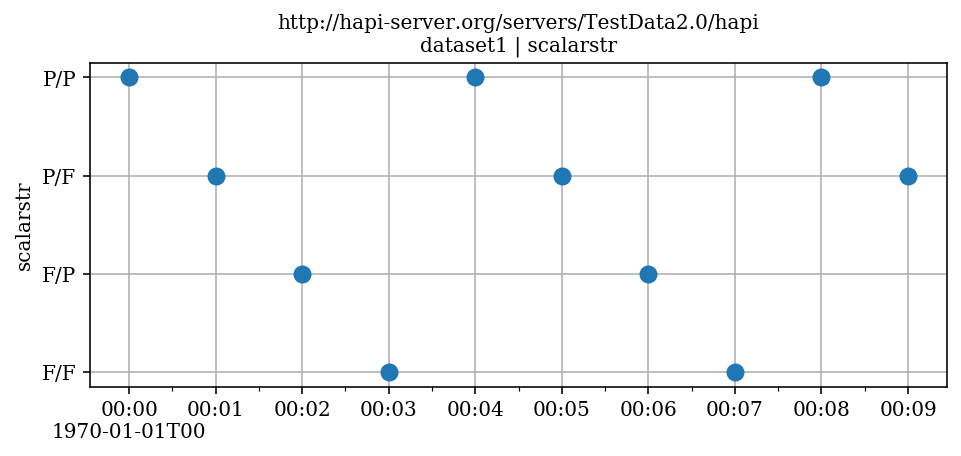 http://hapi-server.org/servers/TestData2.0/hapi
dataset1 | scalarstr
scalarstr
P/P
P/F
F/P
F/F
00:00 00:01 00:02 00:03 00:04 00:05 00:06 00:07 00:08 00:09
1970-01-01T00